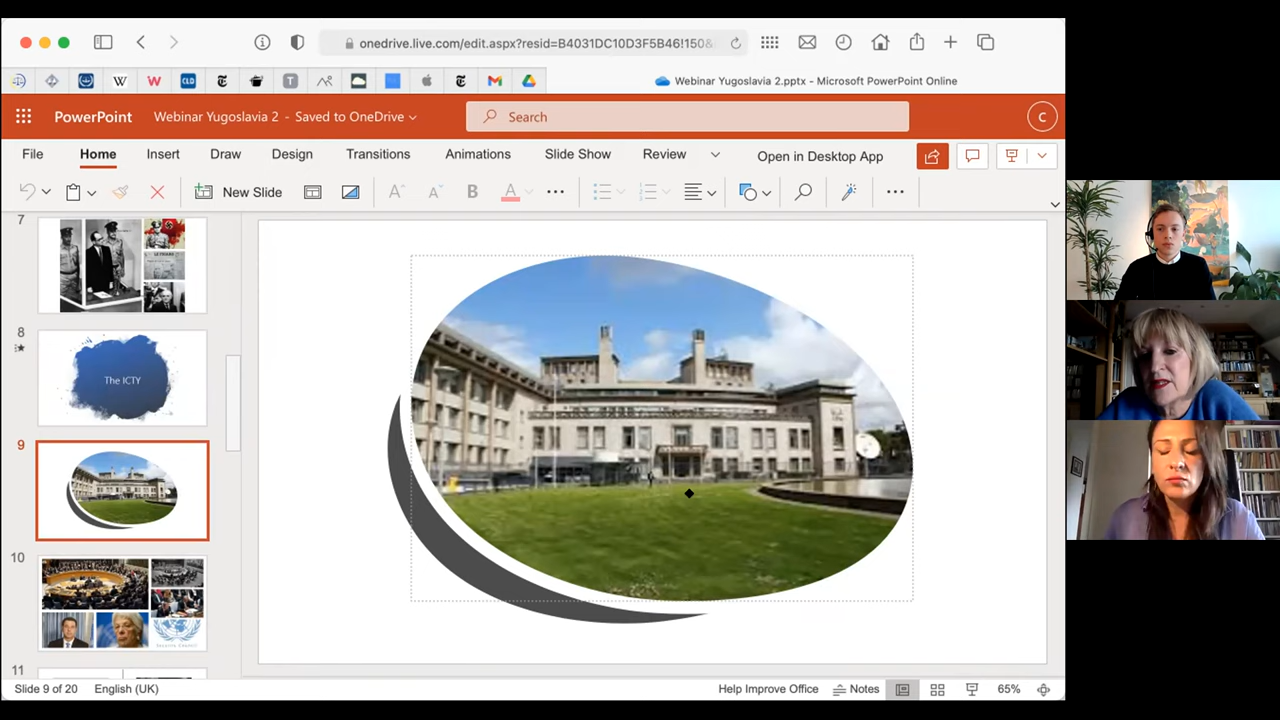 onedrive.live.com/edit.aspx?resid=B4031DC10D3F5B46!150&
W W CLD T
Webinar Yugoslavia 2.pptx - Microsoft PowerPoint Online
PowerPoint Webinar Yugoslavia 2 - Saved to OneDrive Search C
File Home Insert Draw Design Transitions Animations Slide Show Review Open in Desktop App
New Slide A A B A
7
8
The ICTY
9
10
11
Slide 9 of 20 English (UK) Help Improve Office Notes 65%